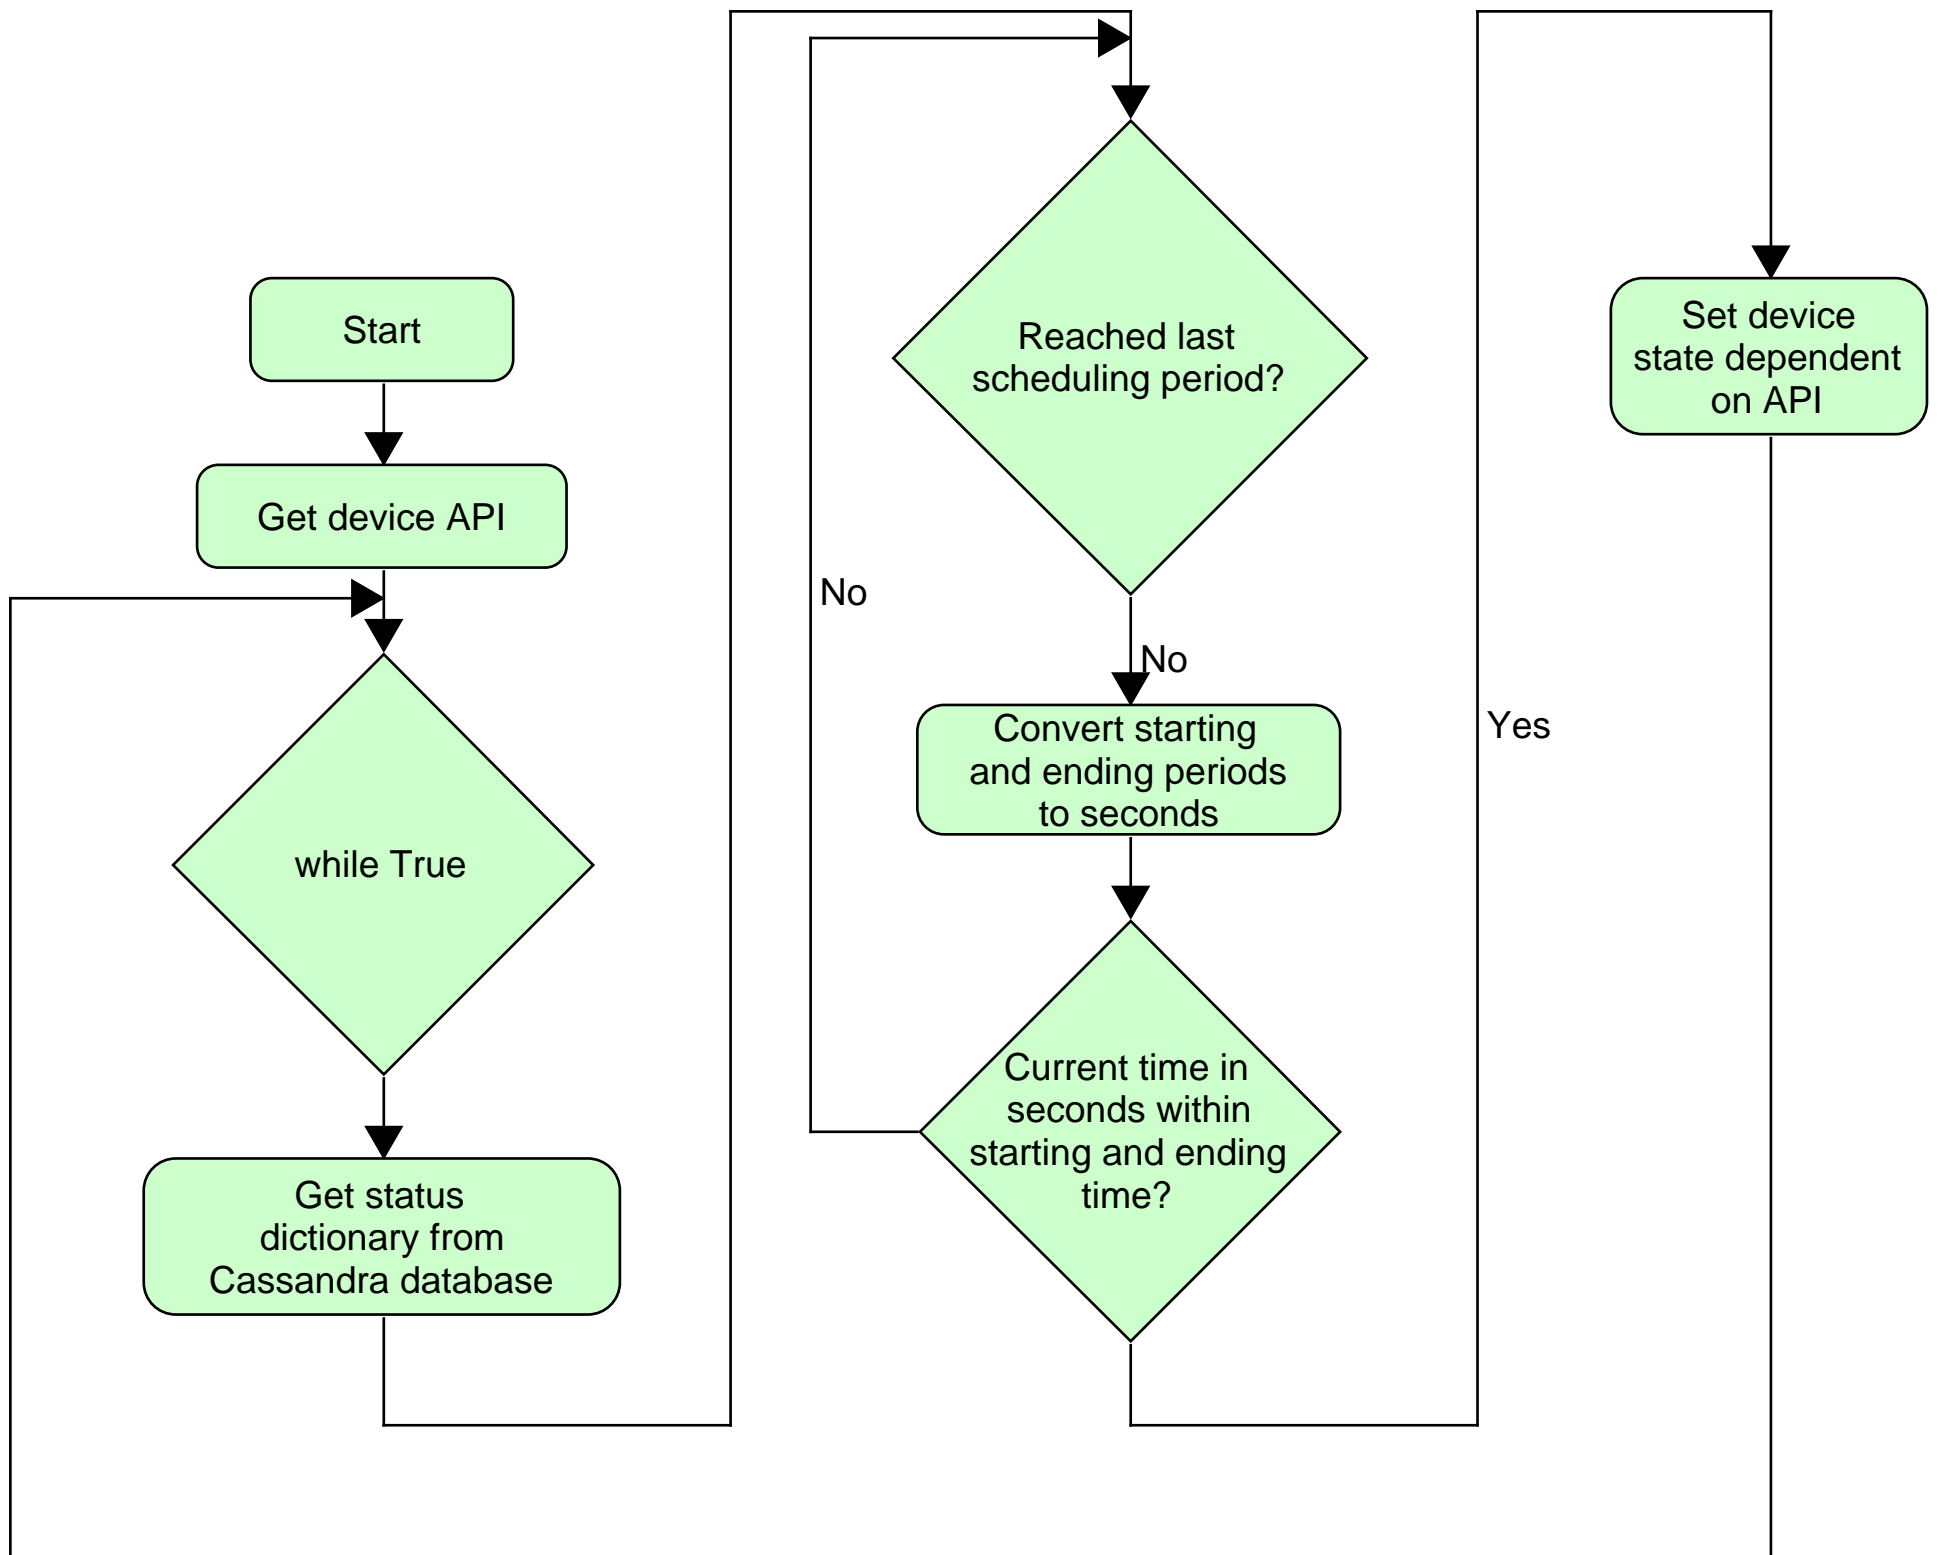 Start
Get device API
while True
Get status
dictionary from
Cassandra database
Reached last
scheduling period?
No
No
Convert starting
and ending periods
to seconds
Current time in
seconds within
starting and ending
time?
Yes
Set device
state dependent
on API